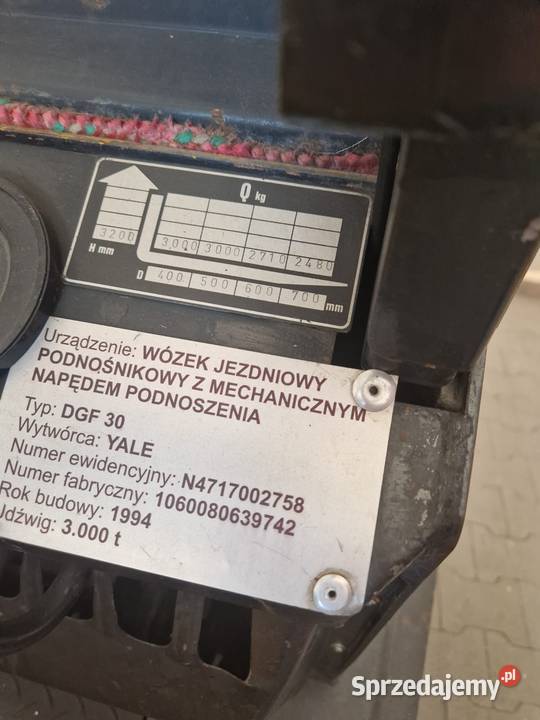 Q kg
3200 3000 3000 2710 2480
H mm
D 400 500 600 700 mm
Urządzenie: WÓZEK JEZDNIOWY
PODNOŚNIKOWY Z MECHANICZNYM
NAPĘDEM PODNOSZENIA
Typ: DGF 30
Wytwórca: YALE
Numer ewidencyjny: N4717002758
Numer fabryczny: 1060080639742
Rok budowy: 1994
Udźwig: 3.000 t
Sprzedajemy.pl